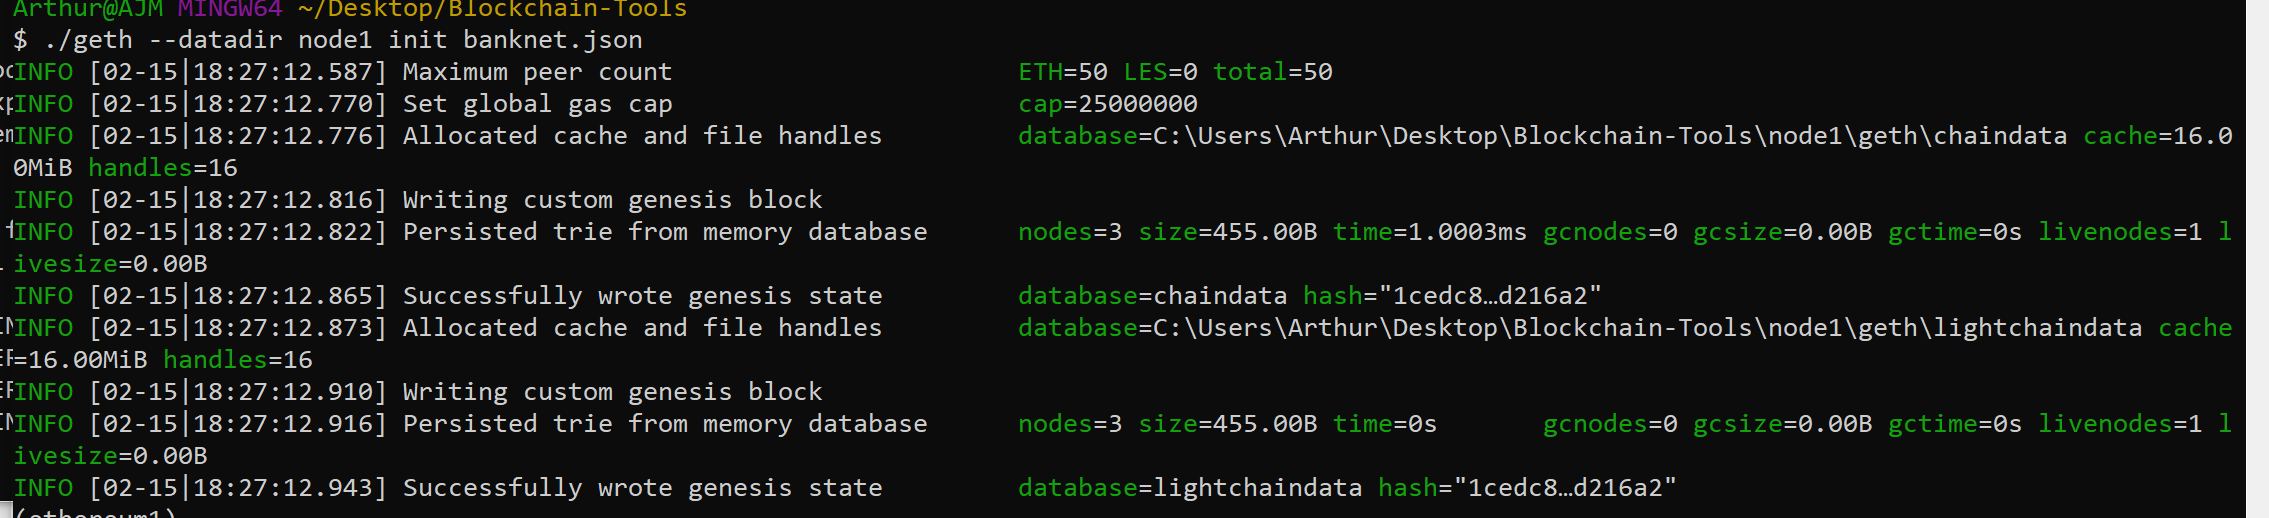 Arthur@AJM MINGW64 ~/Desktop/Blockchain-Tools
$ ./geth --datadir node1 init banknet.json
INFO [02-15|18:27:12.587] Maximum peer count                       ETH=50 LES=0 total=50
INFO [02-15|18:27:12.770] Set global gas cap                       cap=25000000
INFO [02-15|18:27:12.776] Allocated cache and file handles         database=C:\Users\Arthur\Desktop\Blockchain-Tools\node1\geth\chaindata cache=16.0
0MiB handles=16
INFO [02-15|18:27:12.816] Writing custom genesis block
INFO [02-15|18:27:12.822] Persisted trie from memory database      nodes=3 size=455.00B time=1.0003ms gcnodes=0 gcsize=0.00B gctime=0s livenodes=1 l
ivesize=0.00B
INFO [02-15|18:27:12.865] Successfully wrote genesis state         database=chaindata hash="1cedc8…d216a2"
INFO [02-15|18:27:12.873] Allocated cache and file handles         database=C:\Users\Arthur\Desktop\Blockchain-Tools\node1\geth\lightchaindata cache
=16.00MiB handles=16
INFO [02-15|18:27:12.910] Writing custom genesis block
INFO [02-15|18:27:12.916] Persisted trie from memory database      nodes=3 size=455.00B time=0s       gcnodes=0 gcsize=0.00B gctime=0s livenodes=1 l
ivesize=0.00B
INFO [02-15|18:27:12.943] Successfully wrote genesis state         database=lightchaindata hash="1cedc8…d216a2"
(ethereum1)